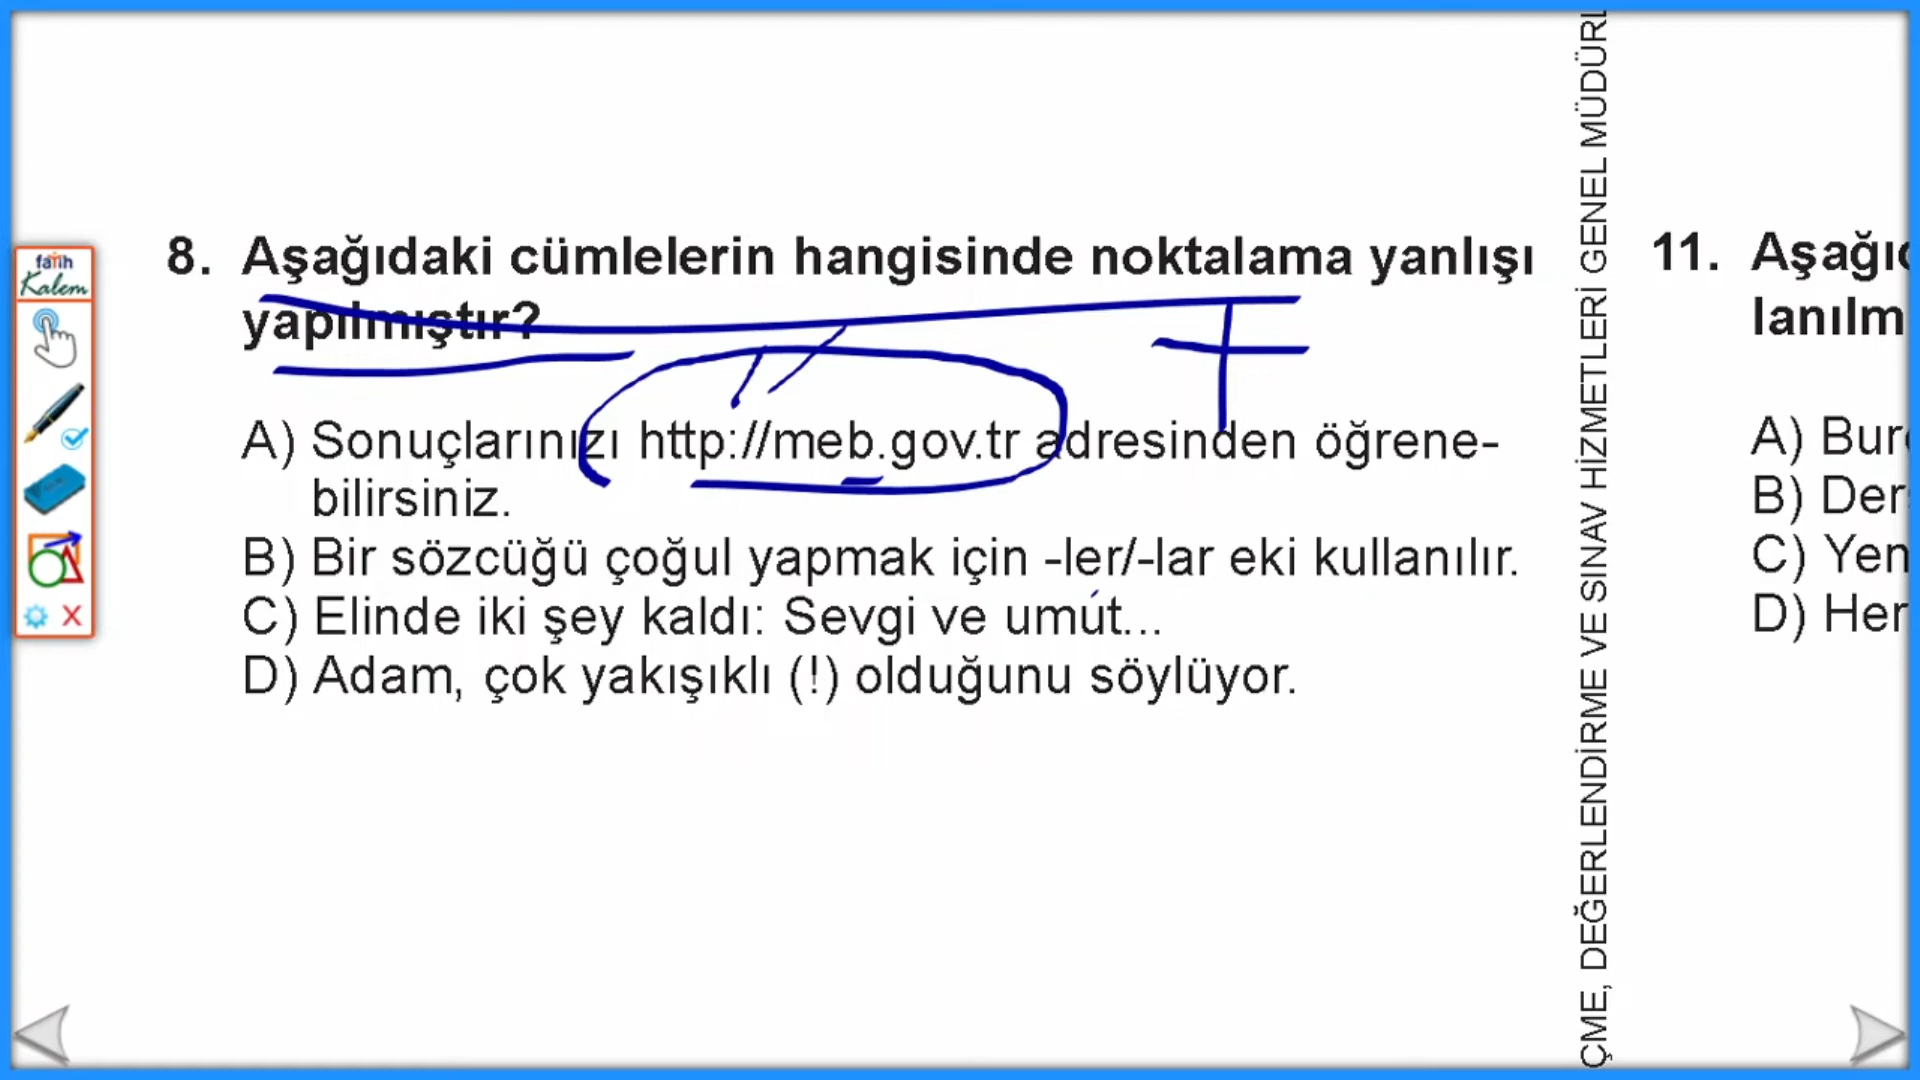 fatih
Kalem
8. Aşağıdaki cümlelerin hangisinde noktalama yanlışı
yapılmıştır?
A) Sonuçlarınızı http://meb.gov.tr adresinden öğrene-
bilirsiniz.
B) Bir sözcüğü çoğul yapmak için -ler/-lar eki kullanılır.
C) Elinde iki şey kaldı: Sevgi ve umut...
D) Adam, çok yakışıklı (!) olduğunu söylüyor.
ÇME, DEĞERLENDİRME VE SINAV HİZMETLERİ GENEL MÜDÜRL
11. Aşağıd
lanılm
A) Bur
B) Der
C) Yen
D) Her